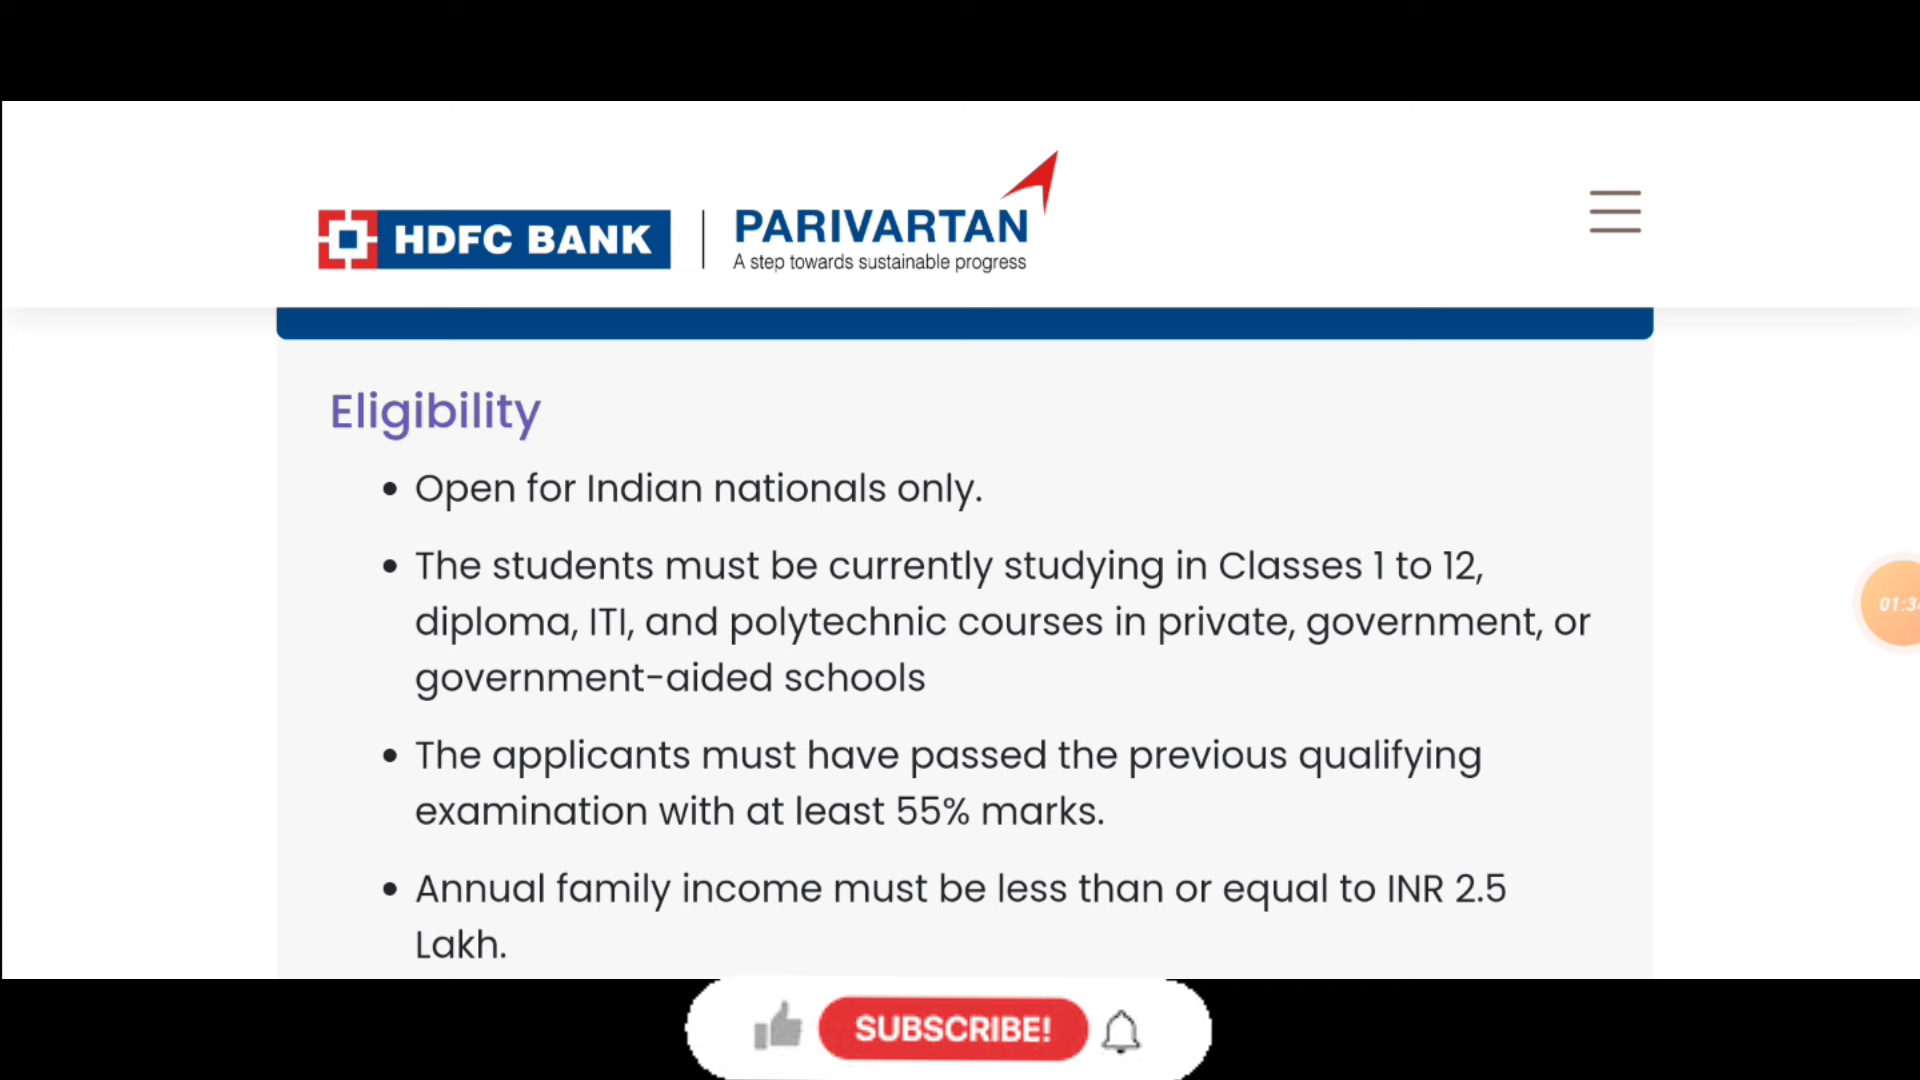 HDFC BANK
PARIVARTAN
A step towards sustainable progress
Eligibility
• Open for Indian nationals only.
• The students must be currently studying in Classes 1 to 12,
diploma, ITI, and polytechnic courses in private, government, or
government-aided schools
• The applicants must have passed the previous qualifying
examination with at least 55% marks.
• Annual family income must be less than or equal to INR 2.5
Lakh.
SUBSCRIBE!